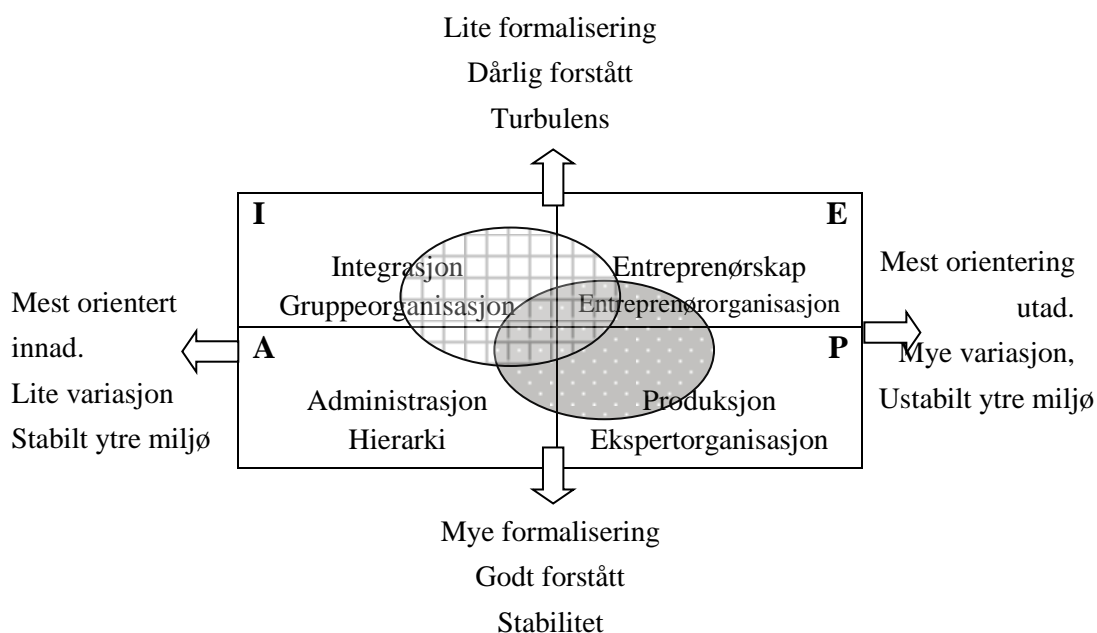 Lite formalisering
Dårlig forstått
Turbulens
I
E
Integrasjon
Gruppeorganisasjon
Entreprenørskap
Entreprenørorganisasjon
Mest orientert
innad.
Lite variasjon
Stabilt ytre miljø
Mest orientering
utad.
Mye variasjon,
Ustabilt ytre miljø
A
P
Administrasjon
Hierarki
Produksjon
Ekspertorganisasjon
Mye formalisering
Godt forstått
Stabilitet